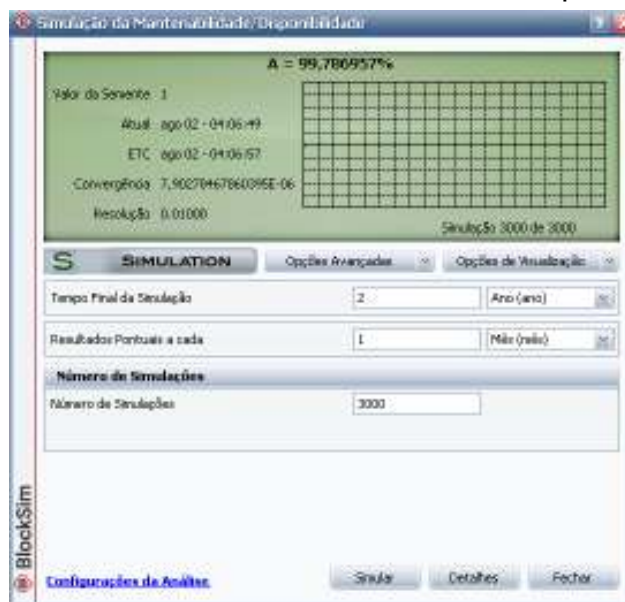 Simulação da Mantenabilidade/Disponibilidade
A = 99,786957%
Valor da Semente 1
Atual ago 02 - 04:06:49
ETC ago 02 - 04:06:57
Convergência
Resolução 0.01000
Simulação 3000 de 3000
S SIMULATION Opções Avançadas Opções de Visualização
Tempo Final da Simulação 2 Ano (ano)
Resultados Pontuais a cada 1 Mês (mês)
Número de Simulações
Número de Simulações 3000
BlockSim
Configurações da Análise Simular Detalhes Fechar